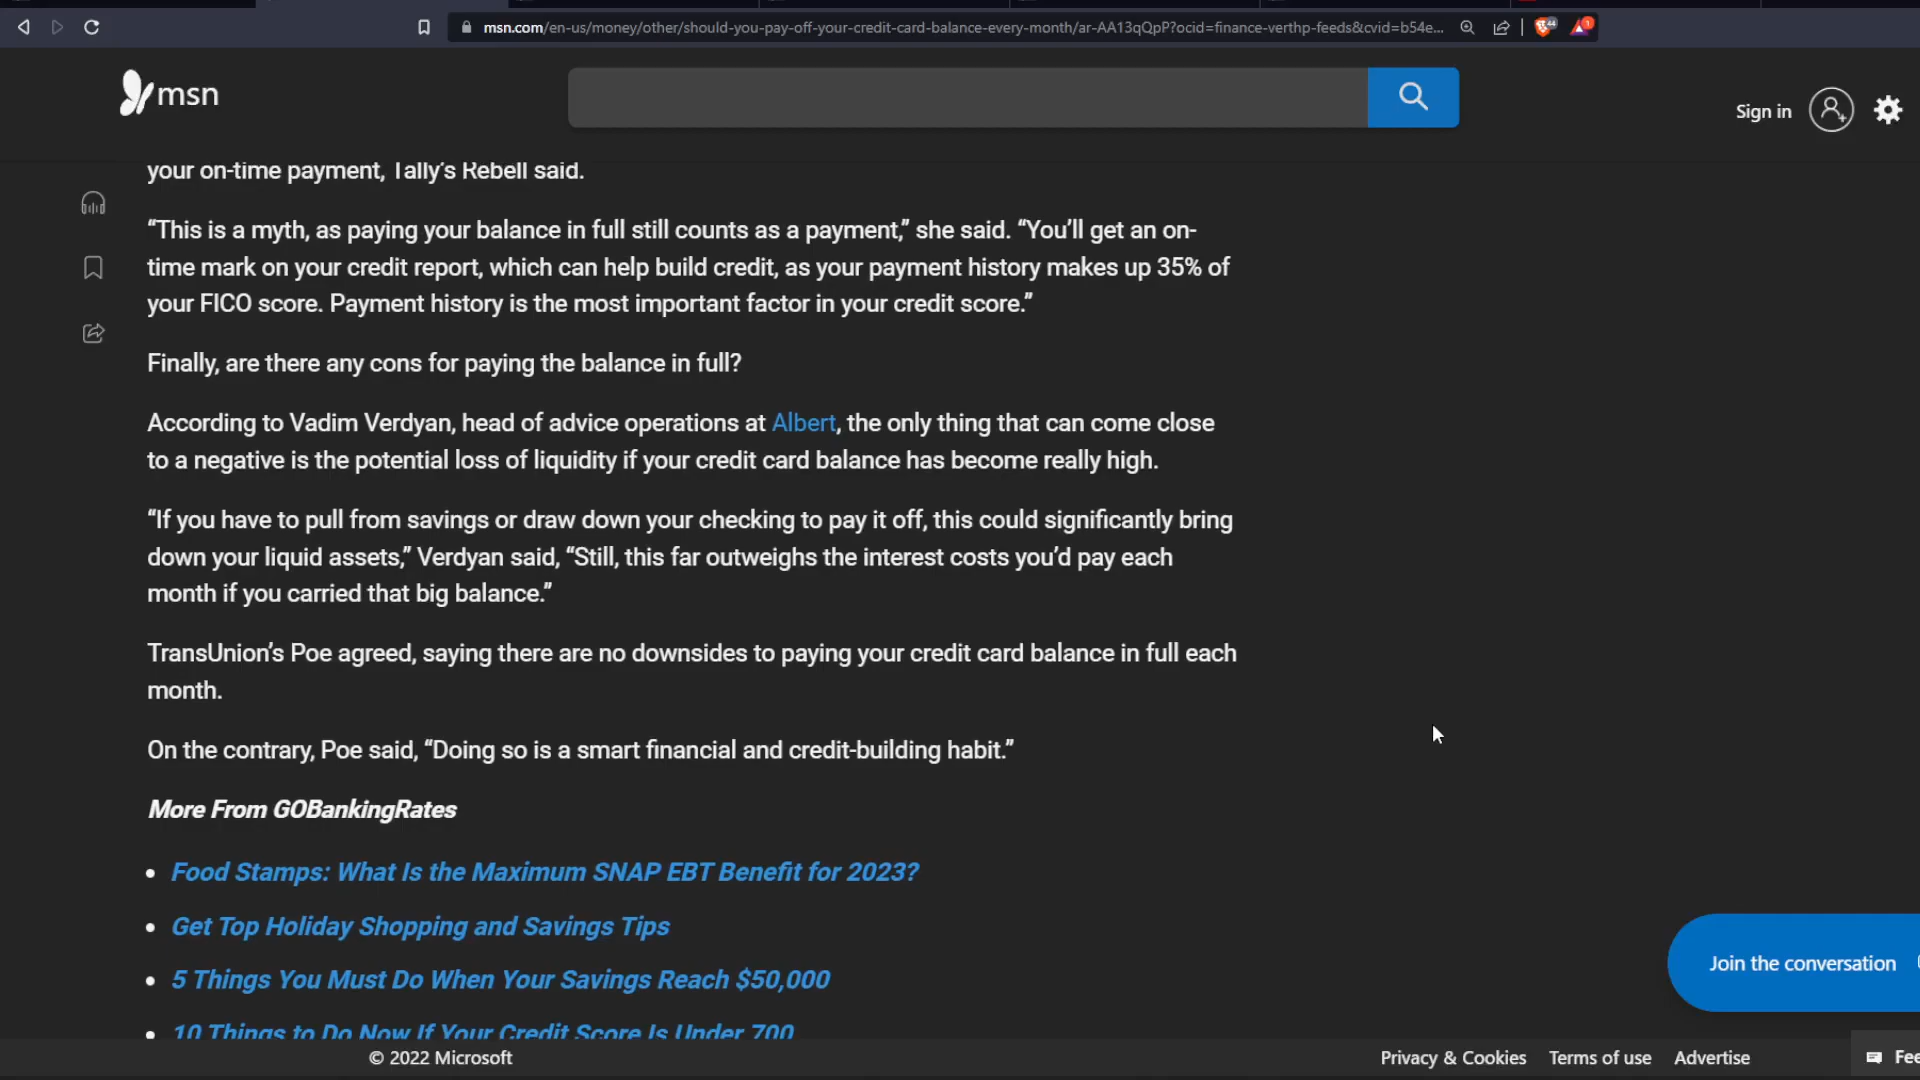 msn.com/en-us/money/other/should-you-pay-off-your-credit-card-balance-every-month/ar-AA13qQpP?ocid=finance-verthp-feeds&cvid=b54e...
44
1
msn
Sign in
your on-time payment, Tally's Rebell said.
“This is a myth, as paying your balance in full still counts as a payment,” she said. “You’ll get an on-
time mark on your credit report, which can help build credit, as your payment history makes up 35% of
your FICO score. Payment history is the most important factor in your credit score.”
Finally, are there any cons for paying the balance in full?
According to Vadim Verdyan, head of advice operations at Albert, the only thing that can come close
to a negative is the potential loss of liquidity if your credit card balance has become really high.
“If you have to pull from savings or draw down your checking to pay it off, this could significantly bring
down your liquid assets,” Verdyan said, “Still, this far outweighs the interest costs you’d pay each
month if you carried that big balance.”
TransUnion’s Poe agreed, saying there are no downsides to paying your credit card balance in full each
month.
On the contrary, Poe said, “Doing so is a smart financial and credit-building habit.”
More From GOBankingRates
• Food Stamps: What Is the Maximum SNAP EBT Benefit for 2023?
• Get Top Holiday Shopping and Savings Tips
• 5 Things You Must Do When Your Savings Reach $50,000
• 10 Things to Do Now If Your Credit Score Is Under 700
Join the conversation
© 2022 Microsoft
Privacy & Cookies
Terms of use
Advertise
Fee